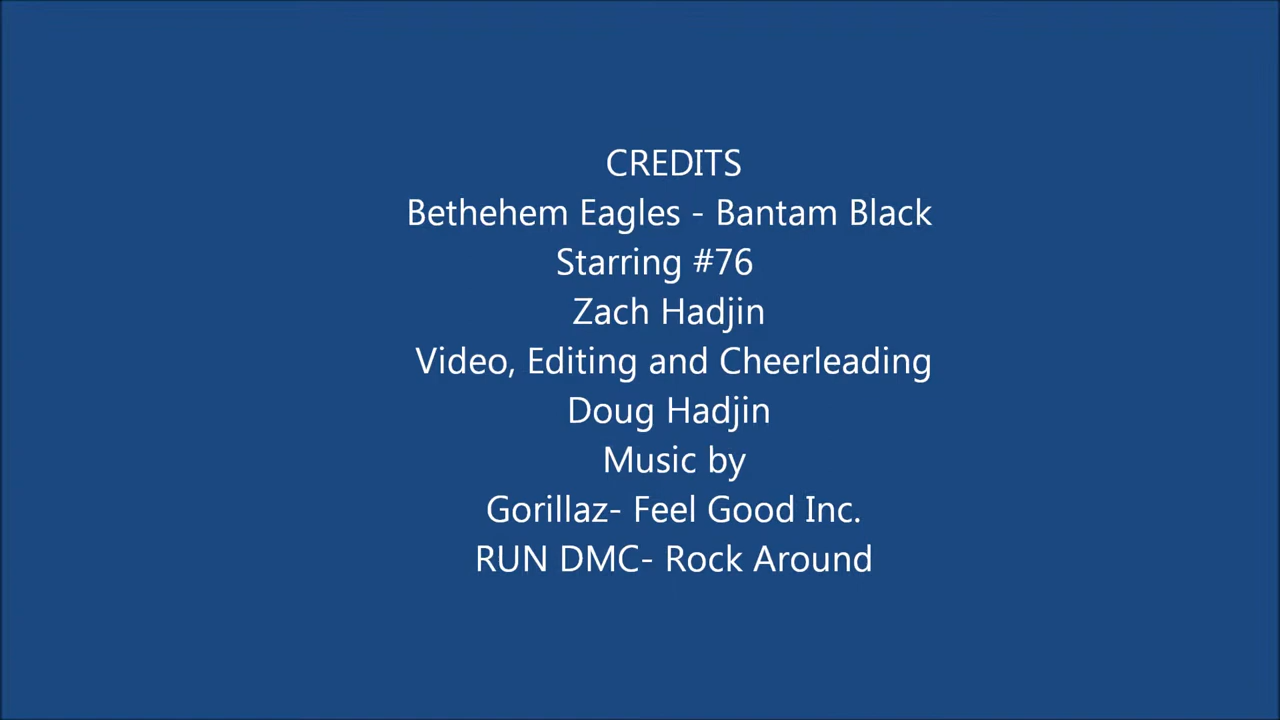 CREDITS
Bethehem Eagles - Bantam Black
Starring #76
Zach Hadjin
Video, Editing and Cheerleading
Doug Hadjin
Music by
Gorillaz- Feel Good Inc.
RUN DMC- Rock Around